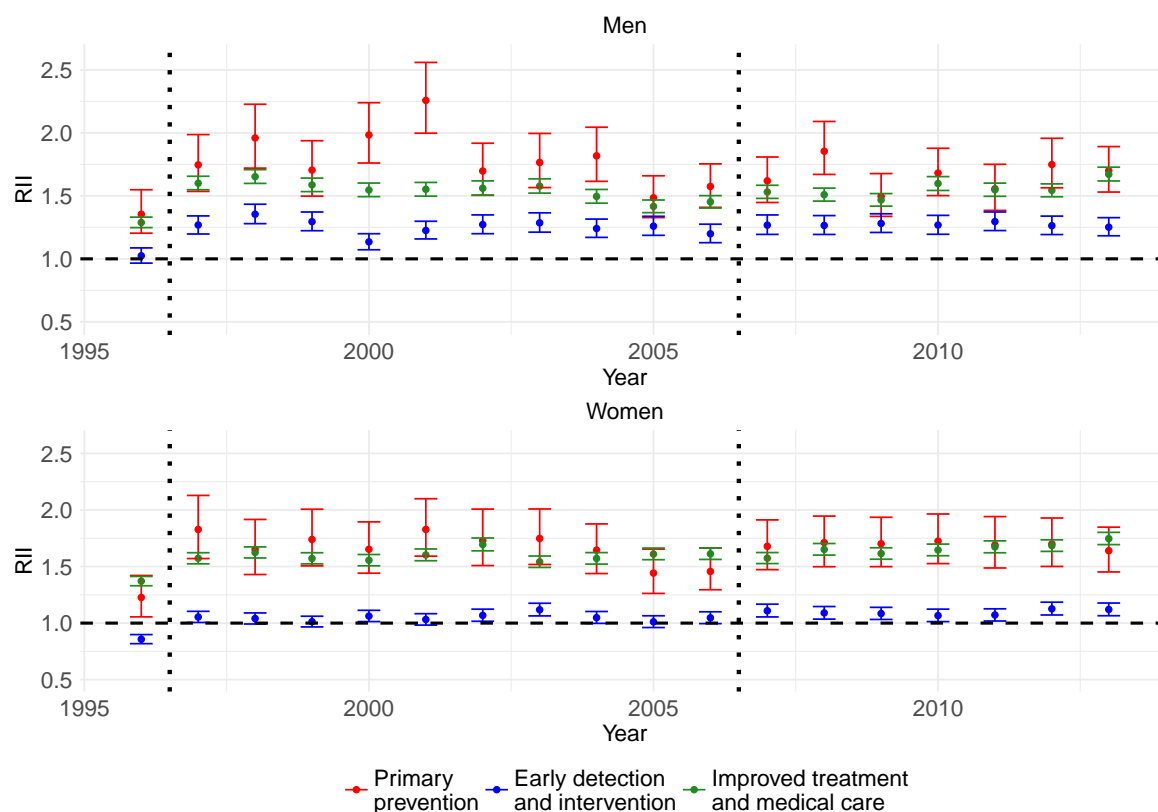 Men
2.5
2.0
1.5
1.0
0.5
RII
1995 2000 2005 2010
Year
Women
2.5
2.0
1.5
1.0
0.5
RII
1995 2000 2005 2010
Year
Primary prevention
Early detection and intervention
Improved treatment and medical care